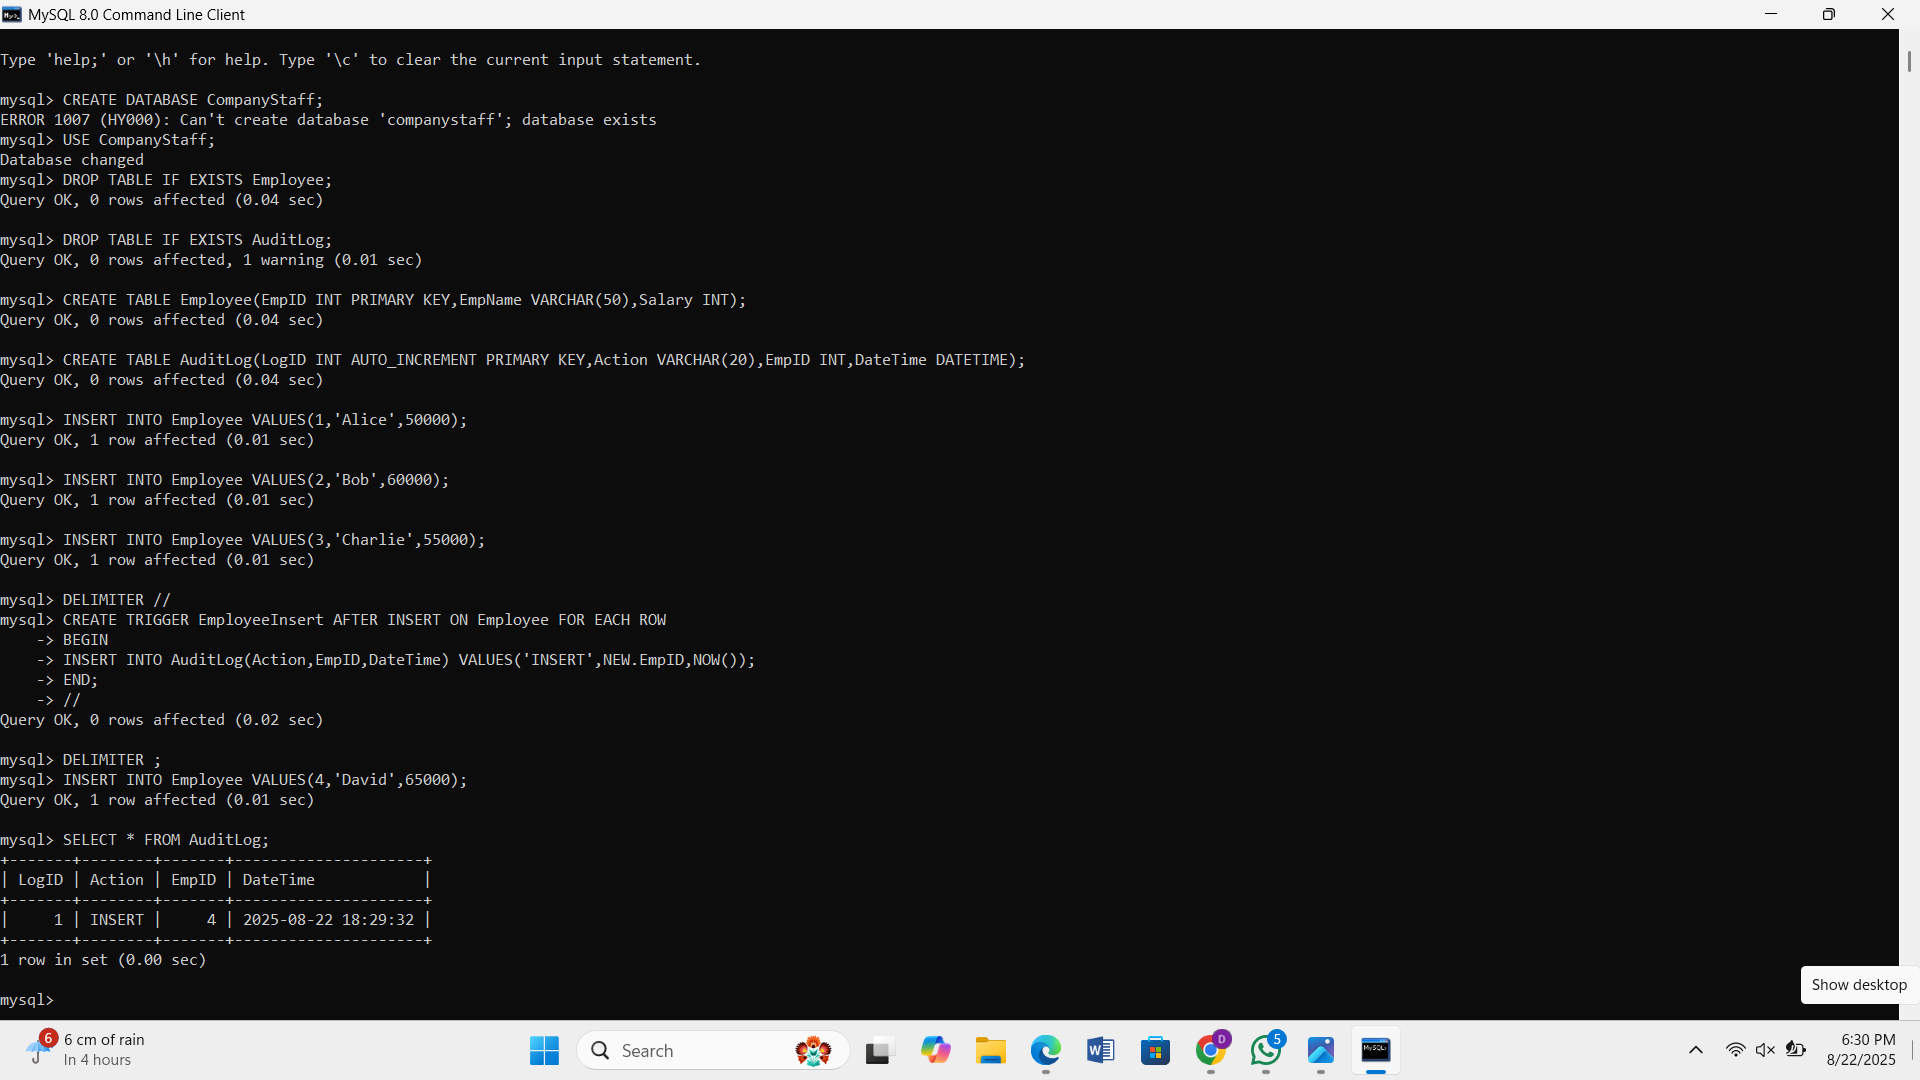 MySQL 8.0 Command Line Client
Type 'help;' or '\h' for help. Type '\c' to clear the current input statement.
mysql> CREATE DATABASE CompanyStaff;
ERROR 1007 (HY000): Can't create database 'companystaff'; database exists
mysql> USE CompanyStaff;
Database changed
mysql> DROP TABLE IF EXISTS Employee;
Query OK, 0 rows affected (0.04 sec)
mysql> DROP TABLE IF EXISTS AuditLog;
Query OK, 0 rows affected, 1 warning (0.01 sec)
mysql> CREATE TABLE Employee(EmpID INT PRIMARY KEY,EmpName VARCHAR(50),Salary INT);
Query OK, 0 rows affected (0.04 sec)
mysql> CREATE TABLE AuditLog(LogID INT AUTO_INCREMENT PRIMARY KEY,Action VARCHAR(20),EmpID INT,DateTime DATETIME);
Query OK, 0 rows affected (0.04 sec)
mysql> INSERT INTO Employee VALUES(1,'Alice',50000);
Query OK, 1 row affected (0.01 sec)
mysql> INSERT INTO Employee VALUES(2,'Bob',60000);
Query OK, 1 row affected (0.01 sec)
mysql> INSERT INTO Employee VALUES(3,'Charlie',55000);
Query OK, 1 row affected (0.01 sec)
mysql> DELIMITER //
mysql> CREATE TRIGGER EmployeeInsert AFTER INSERT ON Employee FOR EACH ROW
    -> BEGIN
    -> INSERT INTO AuditLog(Action,EmpID,DateTime) VALUES('INSERT',NEW.EmpID,NOW());
    -> END;
    -> //
Query OK, 0 rows affected (0.02 sec)
mysql> DELIMITER ;
mysql> INSERT INTO Employee VALUES(4,'David',65000);
Query OK, 1 row affected (0.01 sec)
mysql> SELECT * FROM AuditLog;
+-------+--------+-------+---------------------+
| LogID | Action | EmpID | DateTime            |
+-------+--------+-------+---------------------+
|     1 | INSERT |     4 | 2025-08-22 18:29:32 |
+-------+--------+-------+---------------------+
1 row in set (0.00 sec)
mysql>
Show desktop
6
6 cm of rain
In 4 hours
Search
W
D
5
MySQL
6:30 PM
8/22/2025